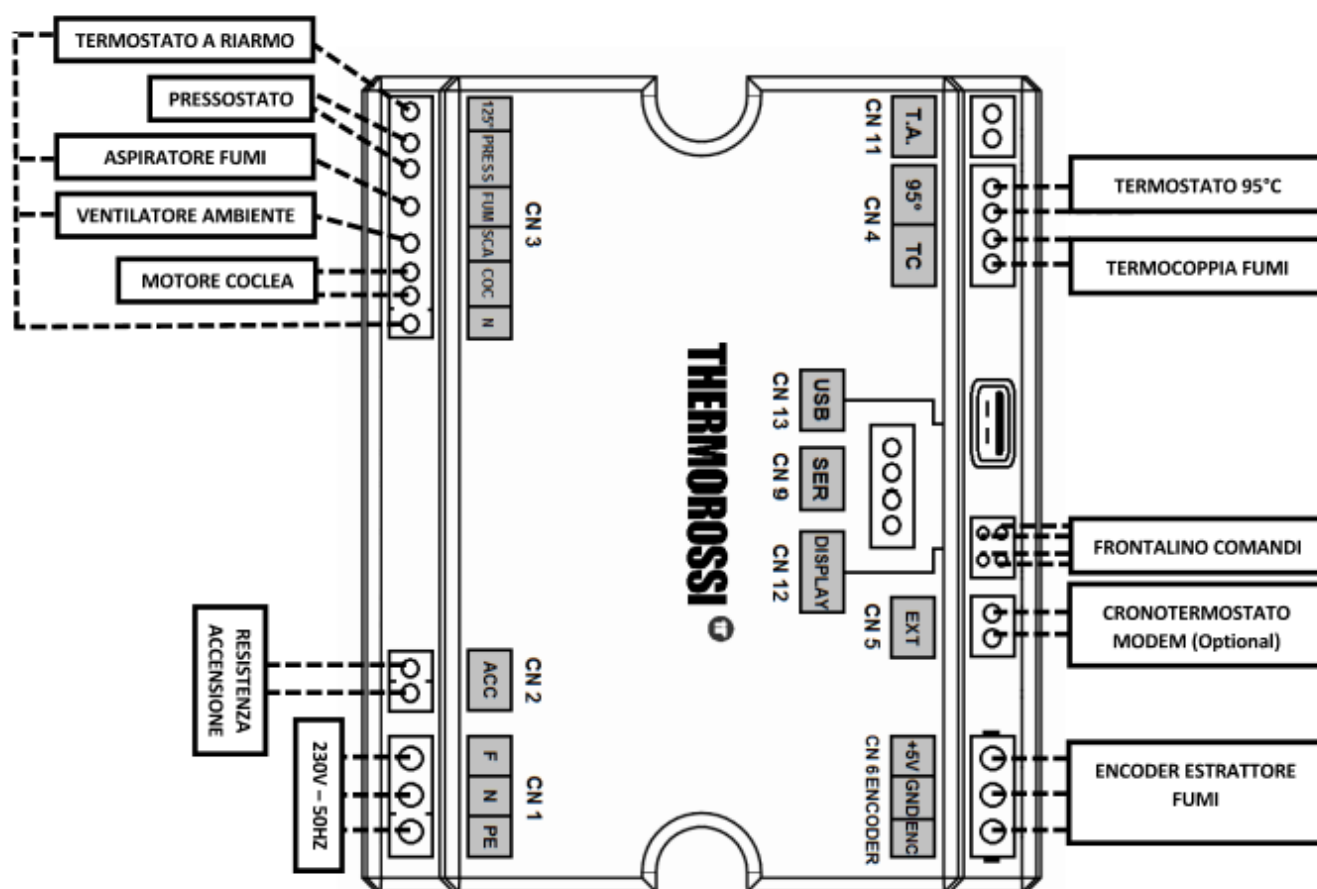 TERMOSTATO A RIARMO
PRESSOSTATO
ASPIRATORE FUMI
VENTILATORE AMBIENTE
MOTORE COCLEA
125°
PRESS
FUM
SCA
COC
N
CN 3
RESISTENZA
ACCENSIONE
ACC
CN 2
230V – 50HZ
F
N
PE
CN 1
THERMOROSSI
CN 11
T.A.
CN 4
95°
TC
TERMOSTATO 95°C
TERMOCOPPIA FUMI
CN 13
USB
CN 9
SER
CN 12
DISPLAY
FRONTALINO COMANDI
CN 5
EXT
CRONOTERMOSTATO
MODEM (Optional)
CN 6 ENCODER
+5V
GND
ENC
ENCODER ESTRATTORE
FUMI